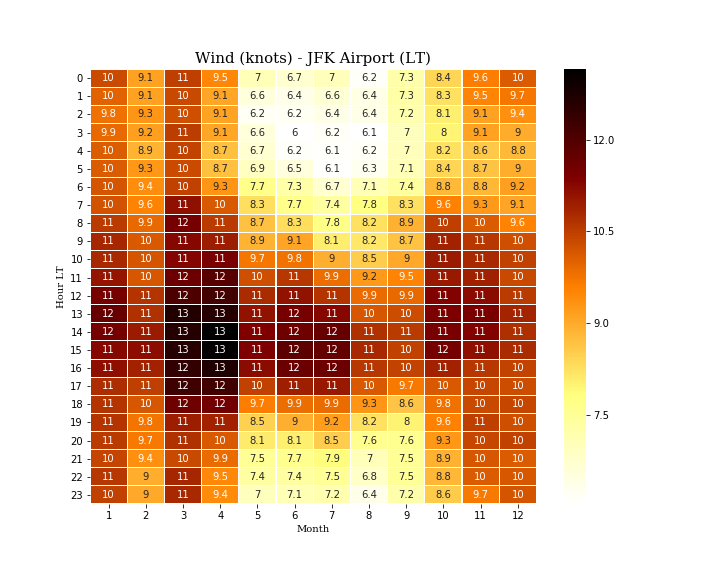 Wind (knots) - JFK Airport (LT)
0 10 9.1 11 9.5 7 6.7 7 6.2 7.3 8.4 9.6 10
1 10 9.1 10 9.1 6.6 6.4 6.6 6.4 7.3 8.3 9.5 9.7
2 9.8 9.3 10 9.1 6.2 6.2 6.4 6.4 7.2 8.1 9.1 9.4
3 9.9 9.2 11 9.1 6.6 6 6.2 6.1 7 8 9.1 9
4 10 8.9 10 8.7 6.7 6.2 6.1 6.2 7 8.2 8.6 8.8
5 10 9.3 10 8.7 6.9 6.5 6.1 6.3 7.1 8.4 8.7 9
6 10 9.4 10 9.3 7.7 7.3 6.7 7.1 7.4 8.8 8.8 9.2
7 10 9.6 11 10 8.3 7.7 7.4 7.8 8.3 9.6 9.3 9.1
8 11 9.9 12 11 8.7 8.3 7.8 8.2 8.9 10 10 9.6
9 11 10 11 11 8.9 9.1 8.1 8.2 8.7 11 11 10
10 11 10 11 11 9.7 9.8 9 8.5 9 11 11 10
11 11 10 12 12 10 11 9.9 9.2 9.5 11 11 10
12 11 11 12 12 11 11 11 9.9 9.9 11 11 11
13 12 11 13 13 11 12 11 10 10 11 11 11
14 12 11 13 13 11 12 12 11 11 11 11 11
15 11 11 13 13 11 12 12 11 10 12 11 11
16 11 11 12 13 11 12 12 11 10 11 11 10
17 11 11 12 12 10 11 11 10 9.7 10 10 10
18 11 10 12 12 9.7 9.9 9.9 9.3 8.6 9.8 10 10
19 11 9.8 11 11 8.5 9 9.2 8.2 8 9.6 11 10
20 11 9.7 11 10 8.1 8.1 8.5 7.6 7.6 9.3 10 10
21 10 9.4 10 9.9 7.5 7.7 7.9 7 7.5 8.9 10 10
22 11 9 11 9.5 7.4 7.4 7.5 6.8 7.5 8.8 10 10
23 10 9 11 9.4 7 7.1 7.2 6.4 7.2 8.6 9.7 10
1 2 3 4 5 6 7 8 9 10 11 12
Month
Hour LT
12.0
10.5
9.0
7.5